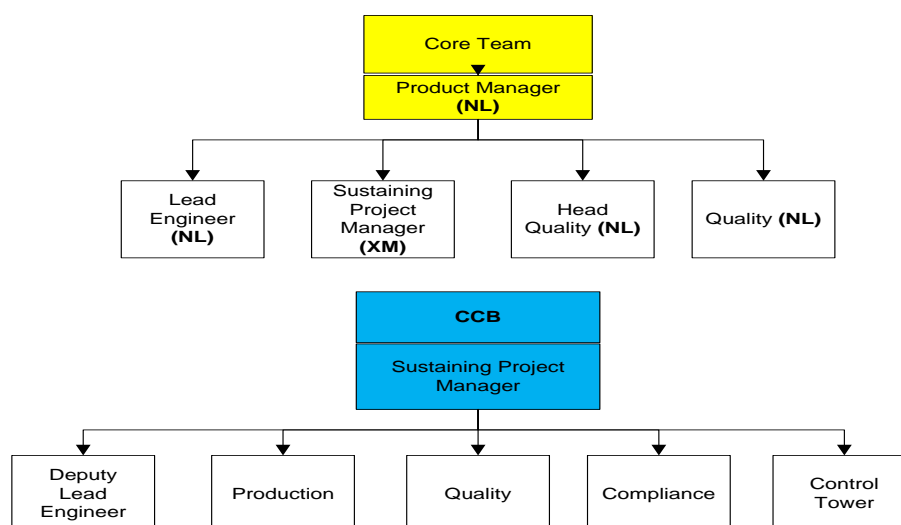 Core Team
Product Manager
(NL)
Lead
Engineer
(NL)
Sustaining
Project
Manager
(XM)
Head
Quality (NL)
Quality (NL)
CCB
Sustaining Project
Manager
Deputy
Lead
Engineer
Production
Quality
Compliance
Control
Tower